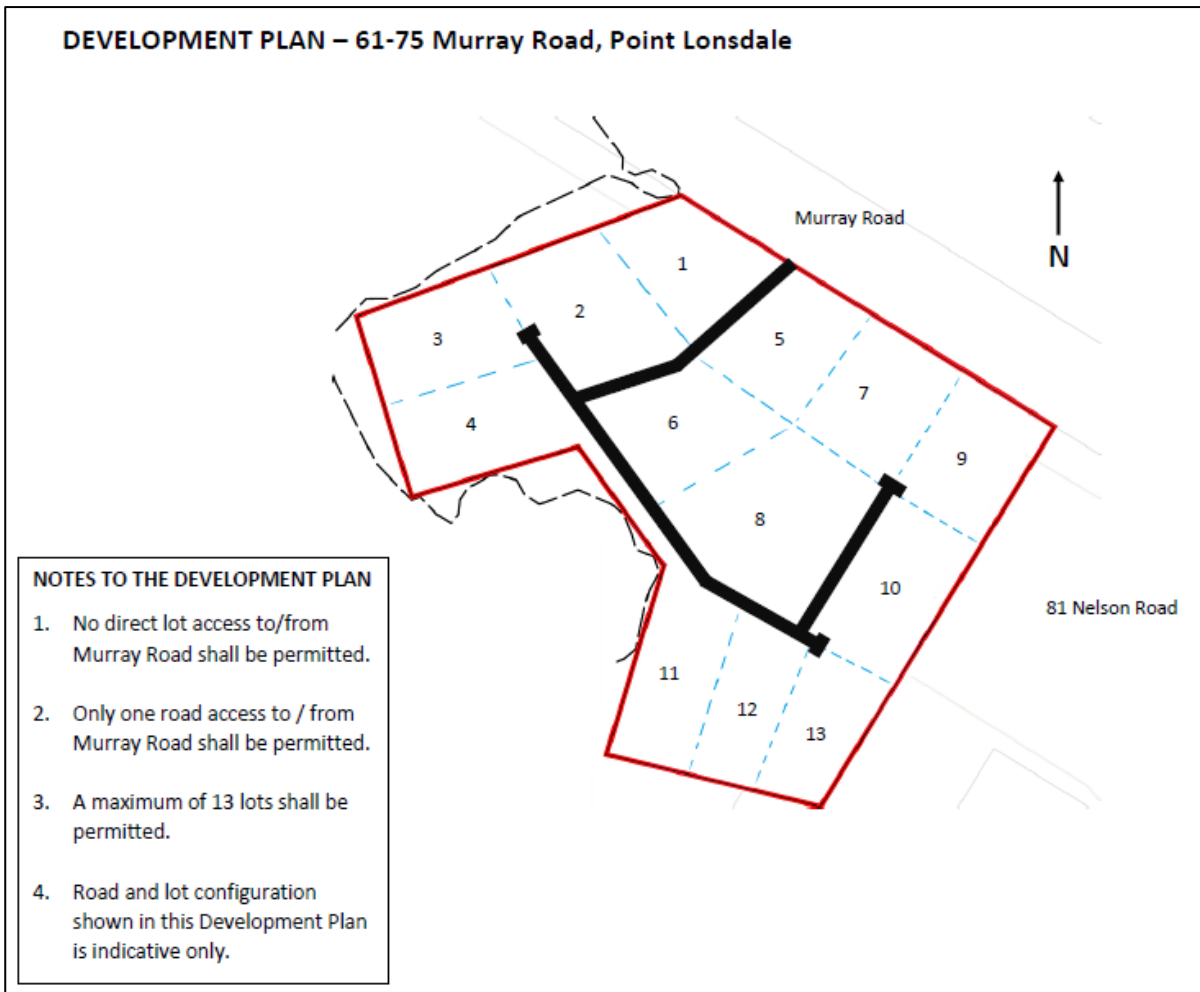 DEVELOPMENT PLAN – 61-75 Murray Road, Point Lonsdale
Murray Road
N
1
2
3
5
4
6
7
9
8
10
81 Nelson Road
11
12
13
NOTES TO THE DEVELOPMENT PLAN
1. No direct lot access to/from
Murray Road shall be permitted.
2. Only one road access to / from
Murray Road shall be permitted.
3. A maximum of 13 lots shall be
permitted.
4. Road and lot configuration
shown in this Development Plan
is indicative only.